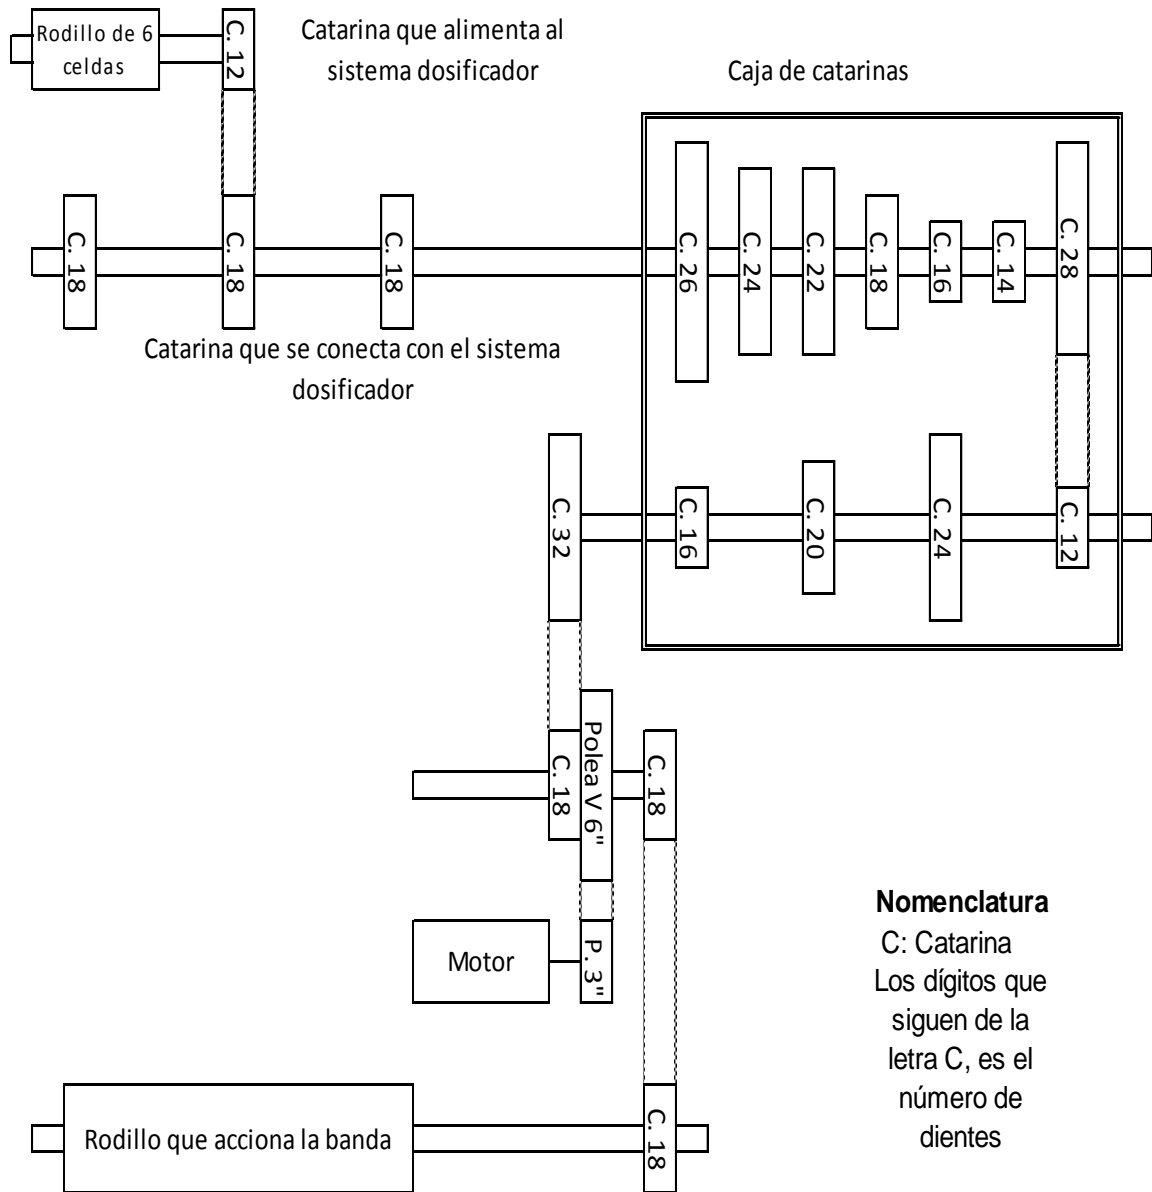 Rodillo de 6
celdas
C. 12
Catarina que alimenta al
sistema dosificador
Caja de catarinas
C. 18
C. 18
C. 18
C. 26
C. 24
C. 22
C. 18
C. 16
C. 14
C. 28
Catarina que se conecta con el sistema
dosificador
C. 32
C. 16
C. 20
C. 24
C. 12
C. 18
Polea V 6"
C. 18
Motor
P. 3"
Nomenclatura
C: Catarina
Los dígitos que
siguen de la
letra C, es el
número de
dientes
Rodillo que acciona la banda
C. 18